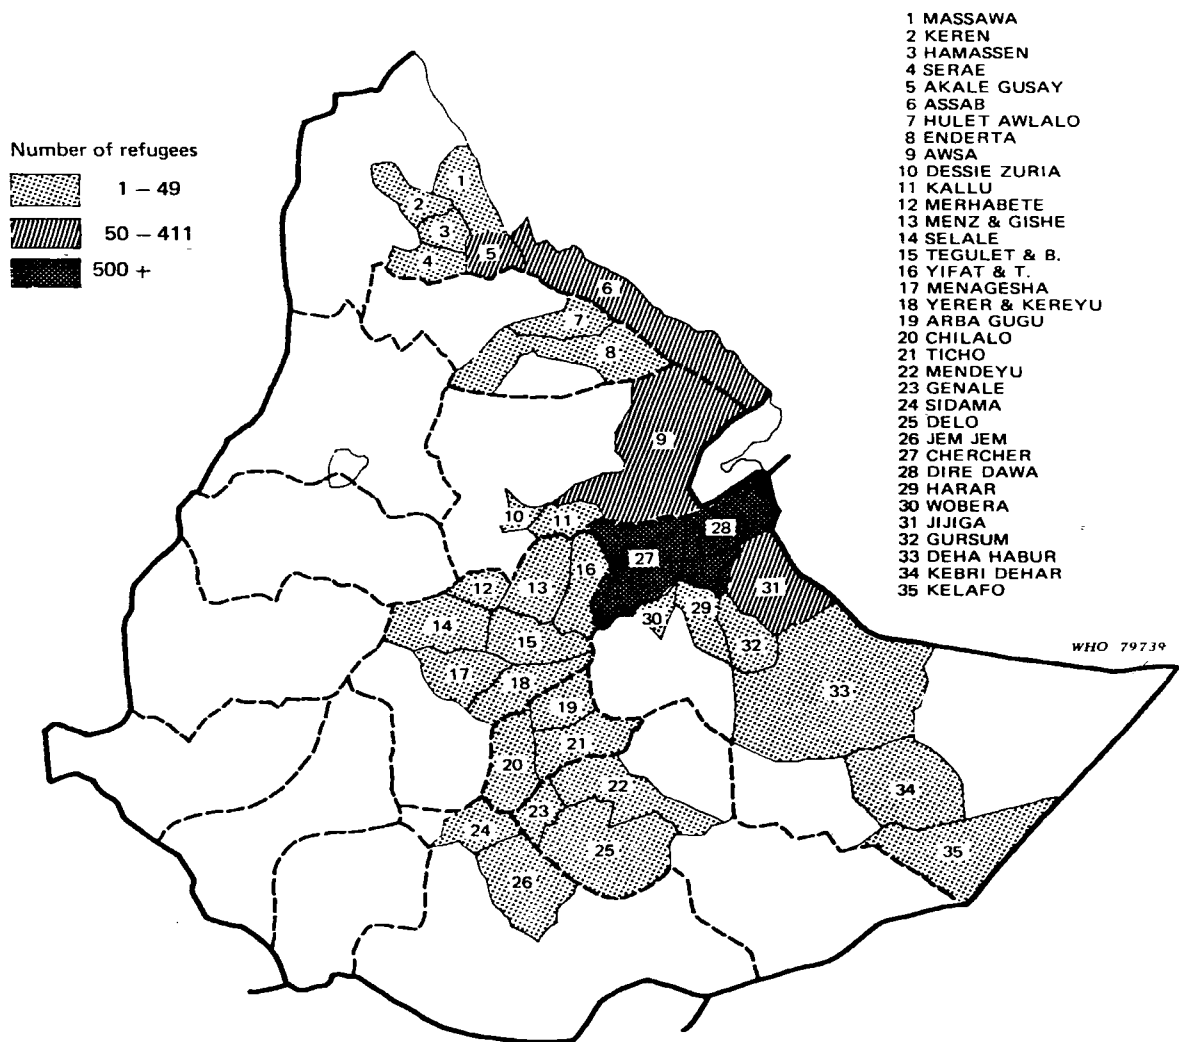 Number of refugees
1 – 49
50 – 411
500 +
1 MASSAWA
2 KEREN
3 HAMASSEN
4 SERAE
5 AKALE GUSAY
6 ASSAB
7 HULET AWLALO
8 ENDERTA
9 AWSA
10 DESSIE ZURIA
11 KALLU
12 MERHABETE
13 MENZ & GISHE
14 SELALE
15 TEGULET & B.
16 YIFAT & T.
17 MENAGESHA
18 YERER & KEREYU
19 ARBA GUGU
20 CHILALO
21 TICHO
22 MENDEYU
23 GENALE
24 SIDAMA
25 DELO
26 JEM JEM
27 CHERCHER
28 DIRE DAWA
29 HARAR
30 WOBERA
31 JIJIGA
32 GURSUM
33 DEHA HABUR
34 KEBRI DEHAR
35 KELAFO
WHO 79739
1
2
3
4
5
6
7
8
9
10
11
28
27
16
13
12
31
29
30
14
15
32
17
18
33
19
21
20
22
34
23
24
25
35
26